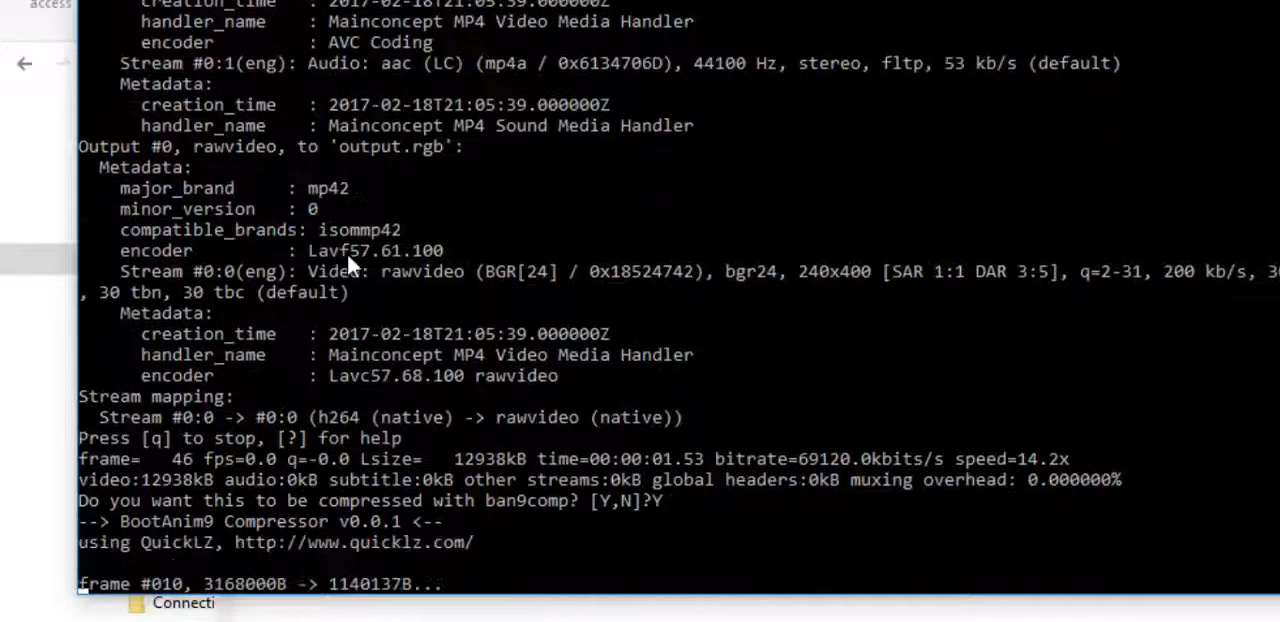 access
creation_time : 2017-02-18T21:05:39.000000Z
handler_name : Mainconcept MP4 Video Media Handler
encoder : AVC Coding
Stream #0:1(eng): Audio: aac (LC) (mp4a / 0x6134706D), 44100 Hz, stereo, fltp, 53 kb/s (default)
Metadata:
creation_time : 2017-02-18T21:05:39.000000Z
handler_name : Mainconcept MP4 Sound Media Handler
Output #0, rawvideo, to 'output.rgb':
Metadata:
major_brand : mp42
minor_version : 0
compatible_brands: isommp42
encoder : Lavf57.61.100
Stream #0:0(eng): Video: rawvideo (BGR[24] / 0x18524742), bgr24, 240x400 [SAR 1:1 DAR 3:5], q=2-31, 200 kb/s, 30
, 30 tbn, 30 tbc (default)
Metadata:
creation_time : 2017-02-18T21:05:39.000000Z
handler_name : Mainconcept MP4 Video Media Handler
encoder : Lavc57.68.100 rawvideo
Stream mapping:
Stream #0:0 -> #0:0 (h264 (native) -> rawvideo (native))
Press [q] to stop, [?] for help
frame= 46 fps=0.0 q=-0.0 Lsize= 12938kB time=00:00:01.53 bitrate=69120.0kbits/s speed=14.2x
video:12938kB audio:0kB subtitle:0kB other streams:0kB global headers:0kB muxing overhead: 0.000000%
Do you want this to be compressed with ban9comp? [Y,N]?Y
--> BootAnim9 Compressor v0.0.1 <--
using QuickLZ, http://www.quicklz.com/
frame #010, 3168000B -> 1140137B...
Connecti